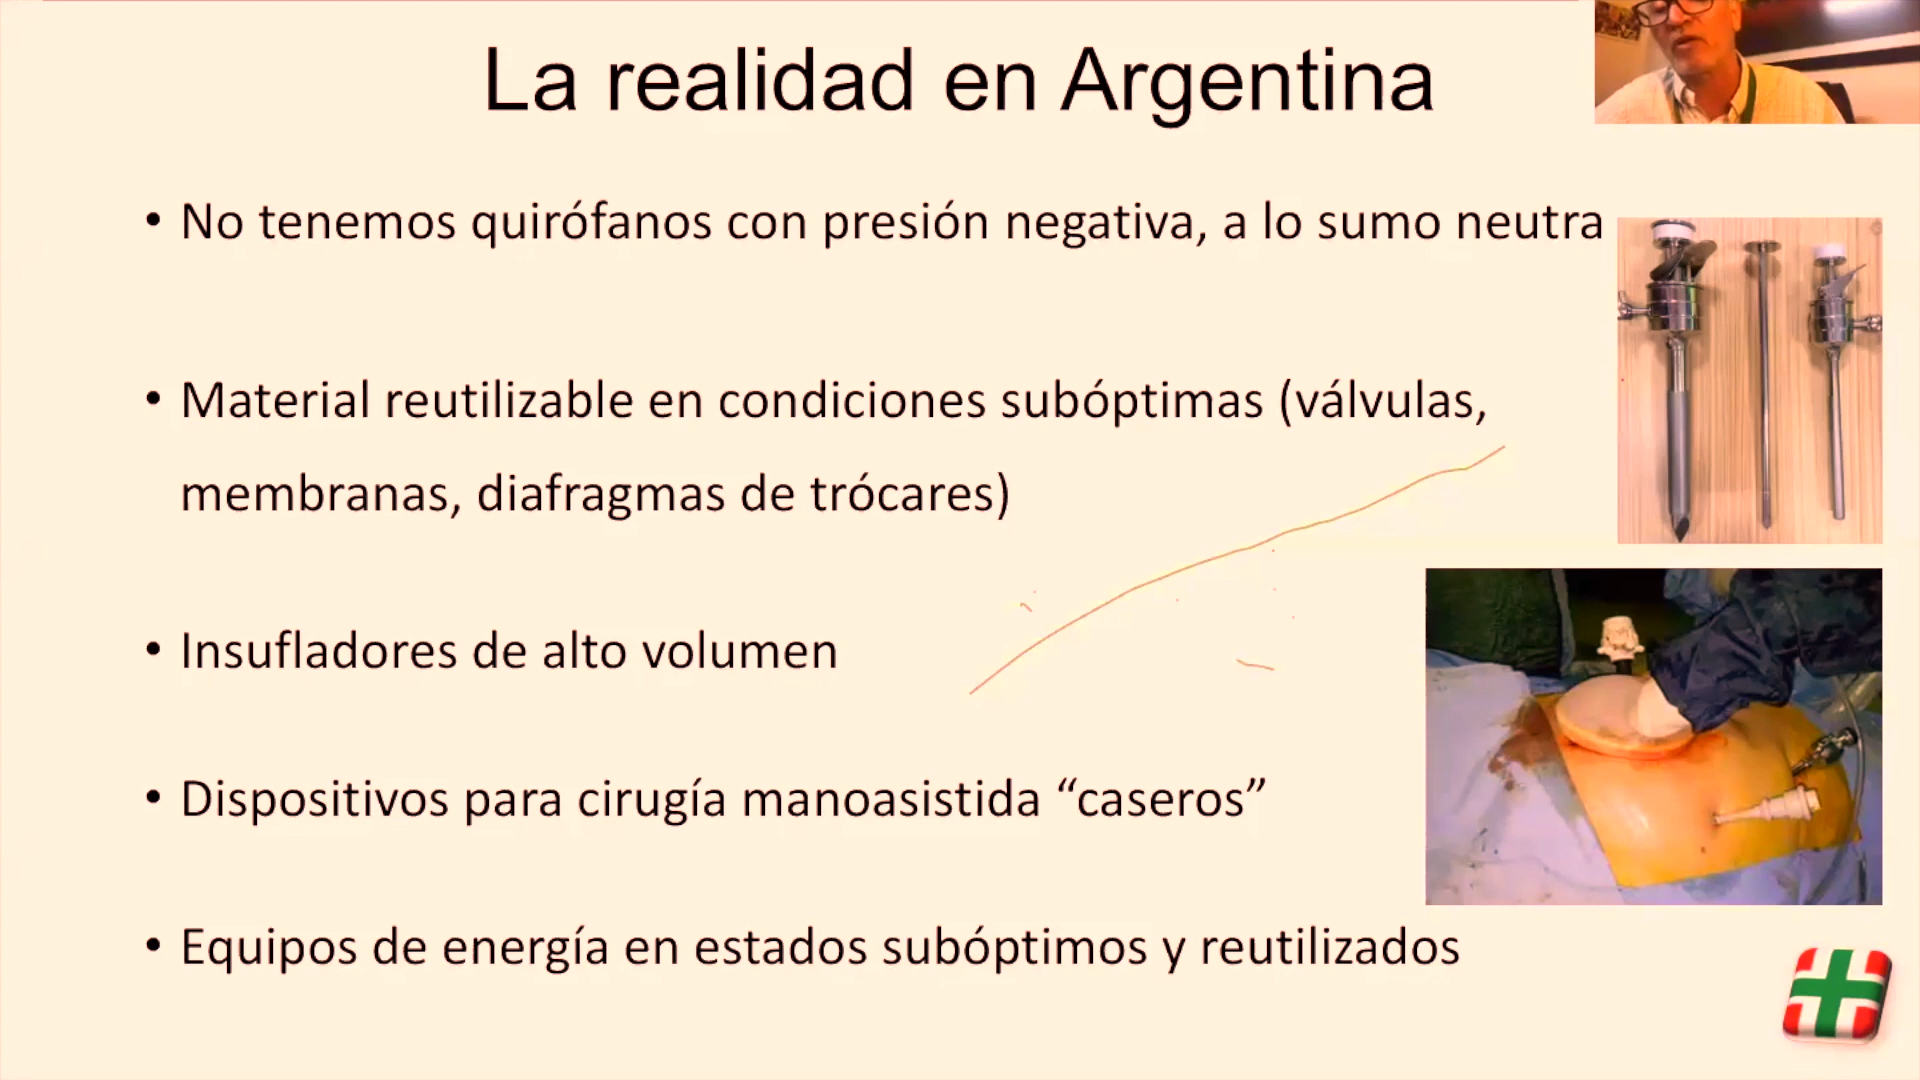 La realidad en Argentina
• No tenemos quirófanos con presión negativa, a lo sumo neutra
• Material reutilizable en condiciones subóptimas (válvulas,
membranas, diafragmas de trócares)
• Insufladores de alto volumen
• Dispositivos para cirugía manoasistida “caseros”
• Equipos de energía en estados subóptimos y reutilizados